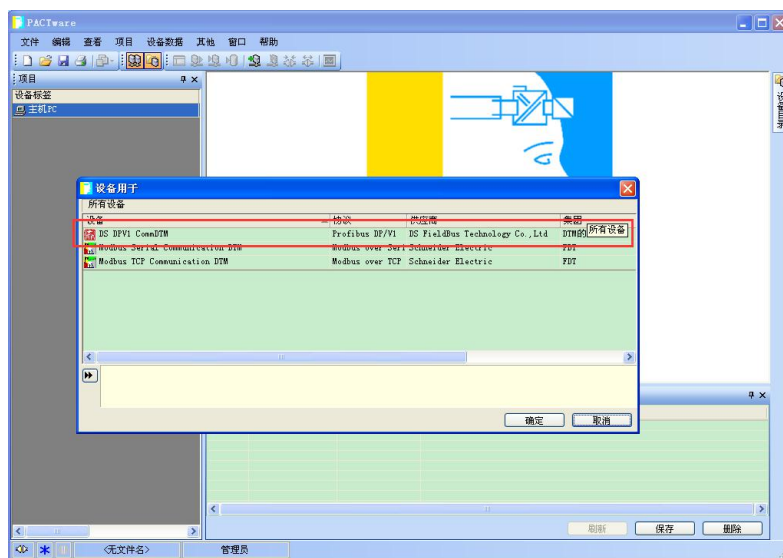 PACTware
文件 编辑 查看 项目 设备数据 其他 窗口 帮助
项目
设备标签
主机PC
设备目录
设备用于
所有设备
设备 协议 供应商 集团
DS DPV1 CommDTM Profibus DP/V1 DS FieldBus Technology Co.,Ltd DTM的
所有设备
Modbus Serial Communication DTM Modbus over Seri Schneider Electric FDT
Modbus TCP Communication DTM Modbus over TCP Schneider Electric FDT
确定 取消
刷新 保存 删除
<无文件名> 管理员